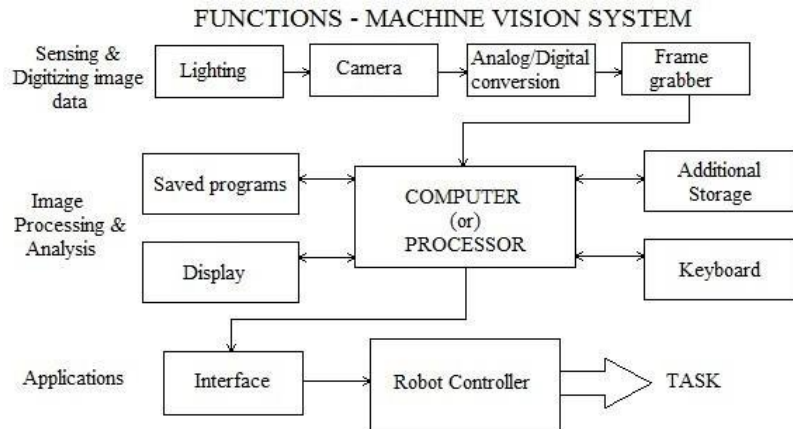 FUNCTIONS - MACHINE VISION SYSTEM
Sensing &
Digitizing image
data
Lighting
Camera
Analog/Digital
conversion
Frame
grabber
Image
Processing &
Analysis
Saved programs
COMPUTER
(or)
PROCESSOR
Additional
Storage
Display
Keyboard
Applications
Interface
Robot Controller
TASK